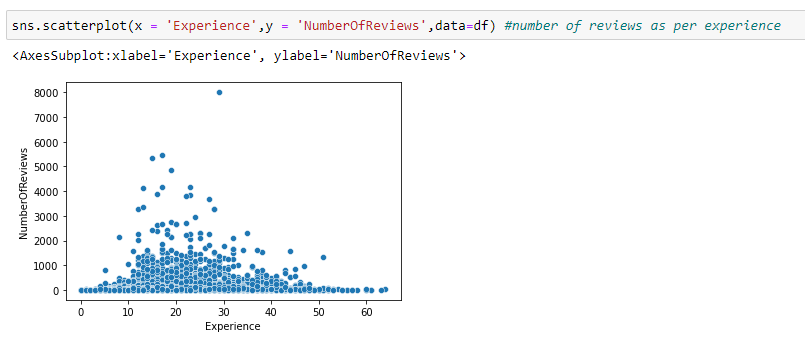 sns.scatterplot(x = 'Experience',y = 'NumberOfReviews',data=df) #number of reviews as per experience
<AxesSubplot:xlabel='Experience', ylabel='NumberOfReviews'>
8000
7000
6000
5000
4000
3000
2000
1000
0
NumberOfReviews
0 10 20 30 40 50 60
Experience